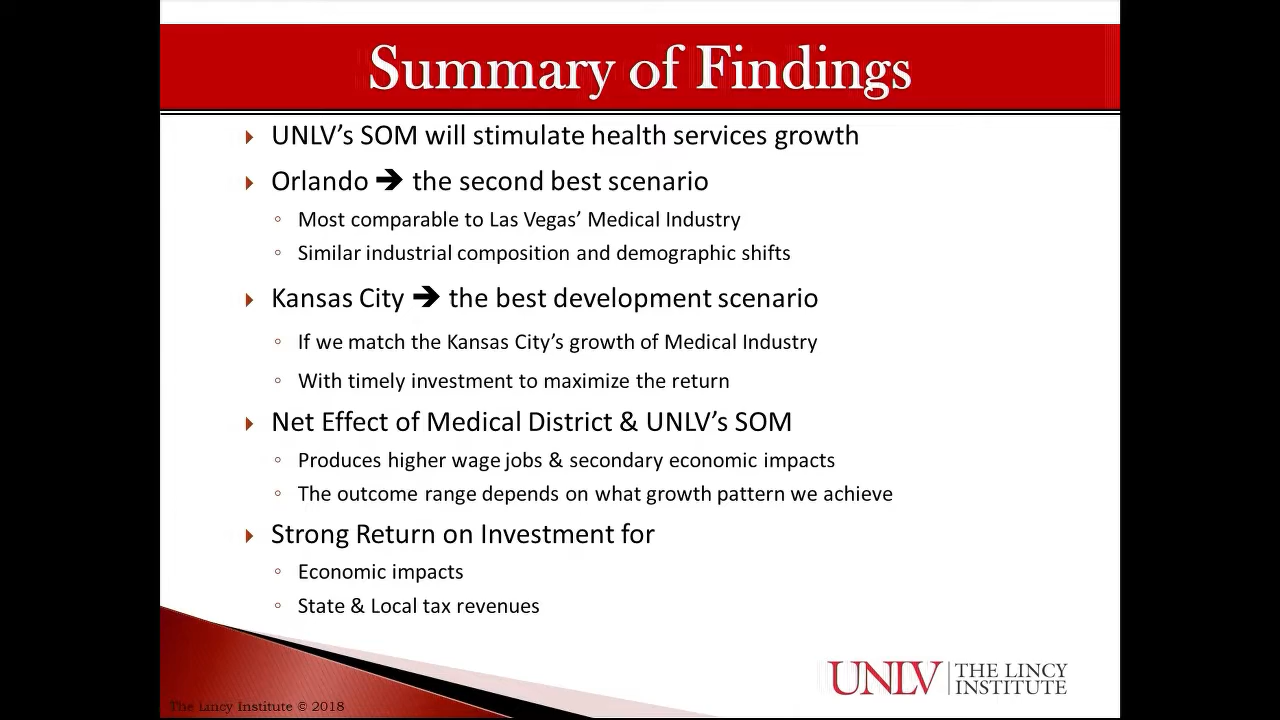 Summary of Findings
UNLV’s SOM will stimulate health services growth
Orlando ➔ the second best scenario
Most comparable to Las Vegas’ Medical Industry
Similar industrial composition and demographic shifts
Kansas City ➔ the best development scenario
If we match the Kansas City’s growth of Medical Industry
With timely investment to maximize the return
Net Effect of Medical District & UNLV’s SOM
Produces higher wage jobs & secondary economic impacts
The outcome range depends on what growth pattern we achieve
Strong Return on Investment for
Economic impacts
State & Local tax revenues
UNLV THE LINCY
INSTITUTE
The Lincy Institute © 2018